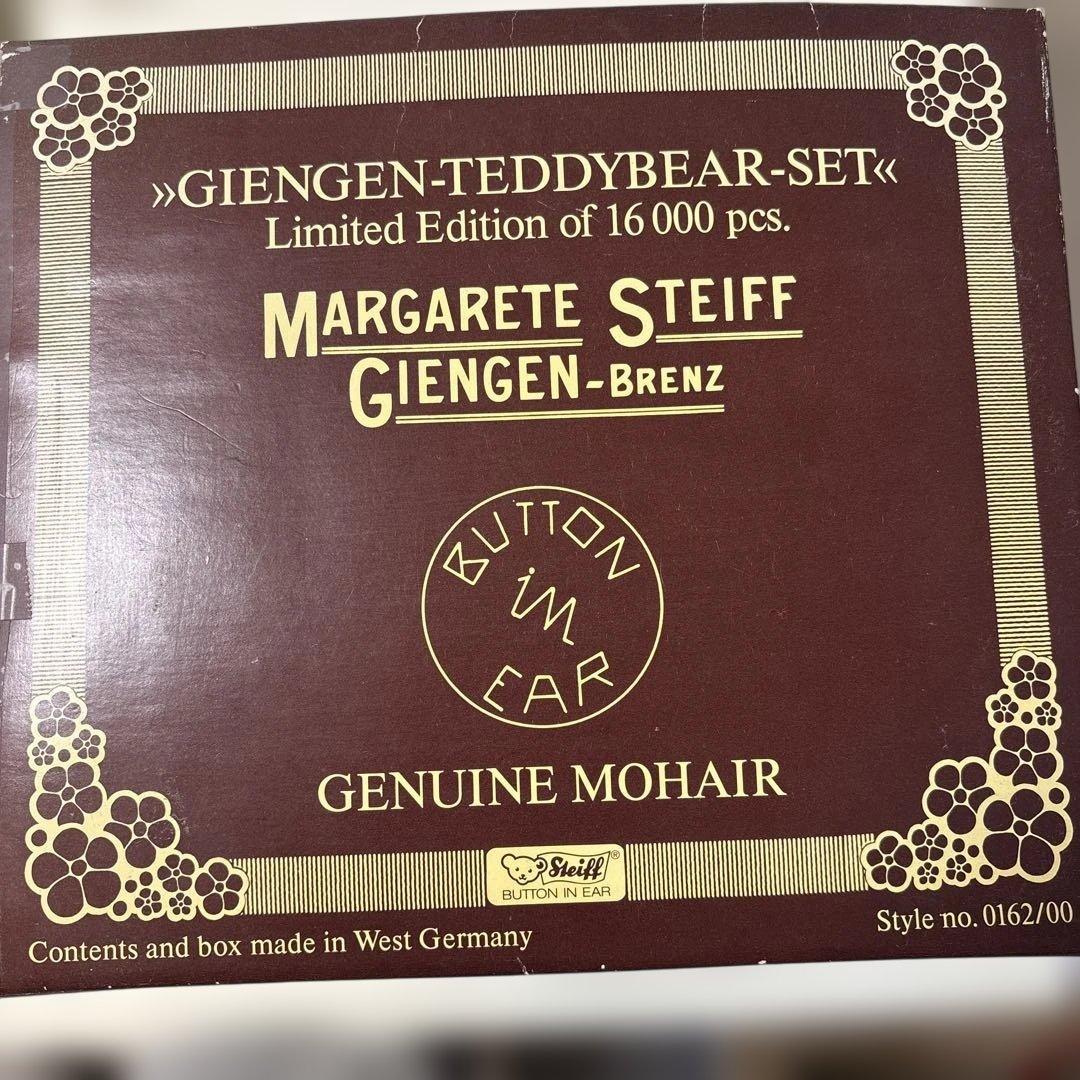 »GIENGEN-TEDDYBEAR-SET«
Limited Edition of 16 000 pcs.
MARGARETE STEIFF
GIENGEN-BRENZ
BUTTON
im
EAR
GENUINE MOHAIR
Steiff®
BUTTON IN EAR
Contents and box made in West Germany
Style no. 0162/00